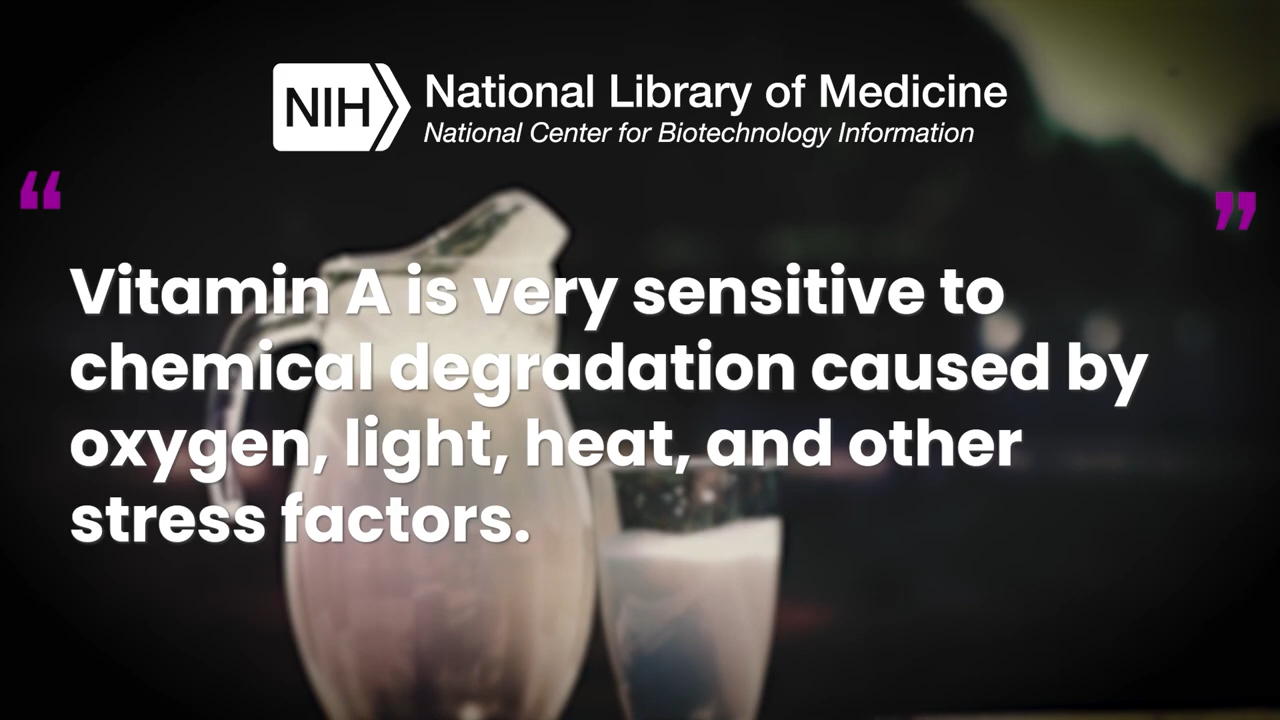 NIH
National Library of Medicine
National Center for Biotechnology Information
“
”
Vitamin A is very sensitive to
chemical degradation caused by
oxygen, light, heat, and other
stress factors.